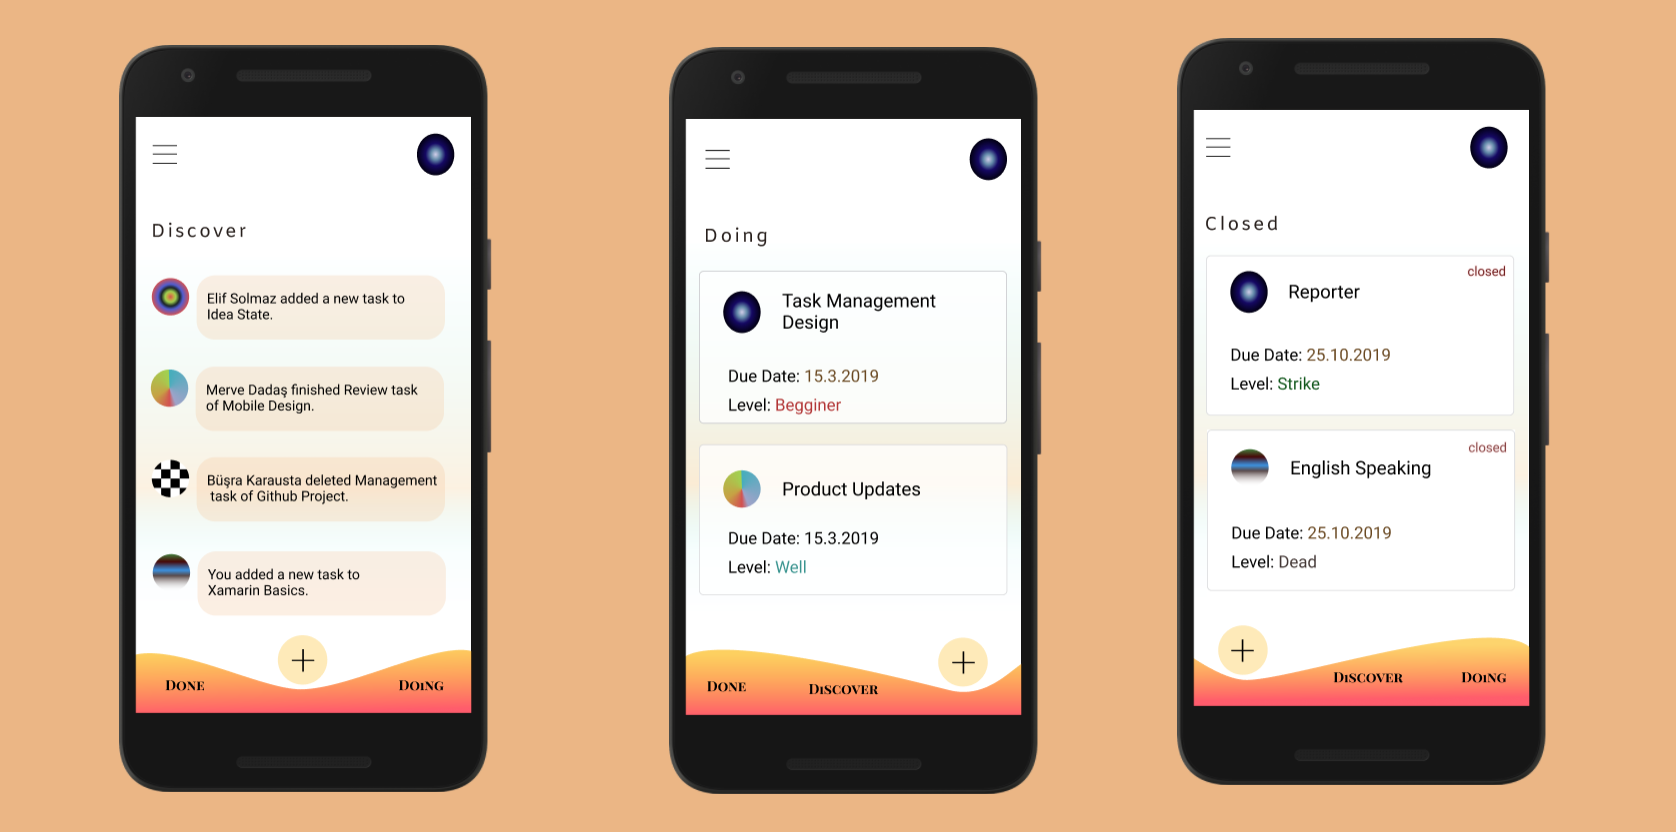 Discover
Elif Solmaz added a new task to
Idea State.
Merve Dadaş finished Review task
of Mobile Design.
Büşra Karausta deleted Management
task of Github Project.
You added a new task to
Xamarin Basics.
DONE
DOING
Doing
Task Management
Design
Due Date: 15.3.2019
Level: Begginer
Product Updates
Due Date: 15.3.2019
Level: Well
DONE
DISCOVER
Closed
closed
Reporter
Due Date: 25.10.2019
Level: Strike
closed
English Speaking
Due Date: 25.10.2019
Level: Dead
DISCOVER
DOING